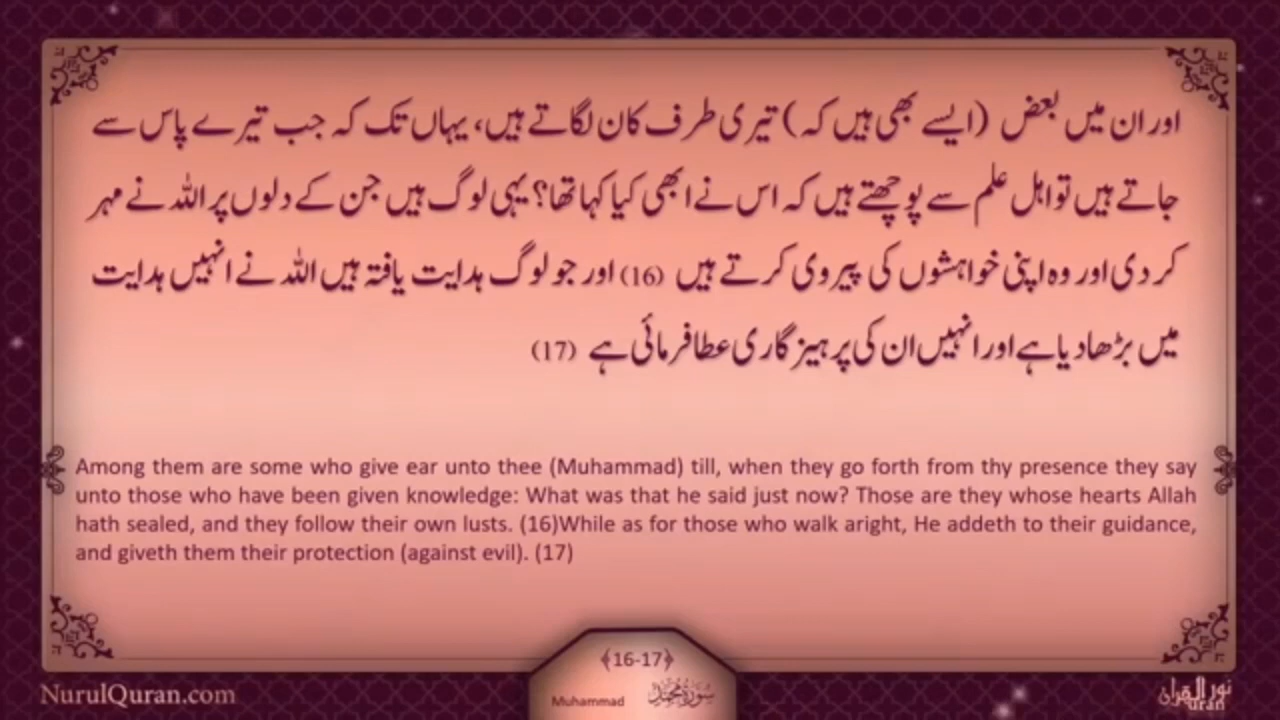 اور ان میں بعض (ایسے بھی ہیں کہ) تیری طرف کان لگاتے ہیں، یہاں تک کہ جب تیرے پاس سے
جاتے ہیں تو اہل علم سے پوچھتے ہیں کہ اس نے ابھی کیا کہا تھا؟ یہی لوگ ہیں جن کے دلوں پر اللہ نے مہر
کر دی اور وہ اپنی خواہشوں کی پیروی کرتے ہیں (16) اور جو لوگ ہدایت یافتہ ہیں اللہ نے انہیں ہدایت
میں بڑھا دیا ہے اور انہیں ان کی پرہیز گاری عطا فرمائی ہے (17)
Among them are some who give ear unto thee (Muhammad) till, when they go forth from thy presence they say
unto those who have been given knowledge: What was that he said just now? Those are they whose hearts Allah
hath sealed, and they follow their own lusts. (16)While as for those who walk aright, He addeth to their guidance,
and giveth them their protection (against evil). (17)
﴾16-17﴿
NurulQuran.com
Muhammad سورة محمد
نور القران
uran